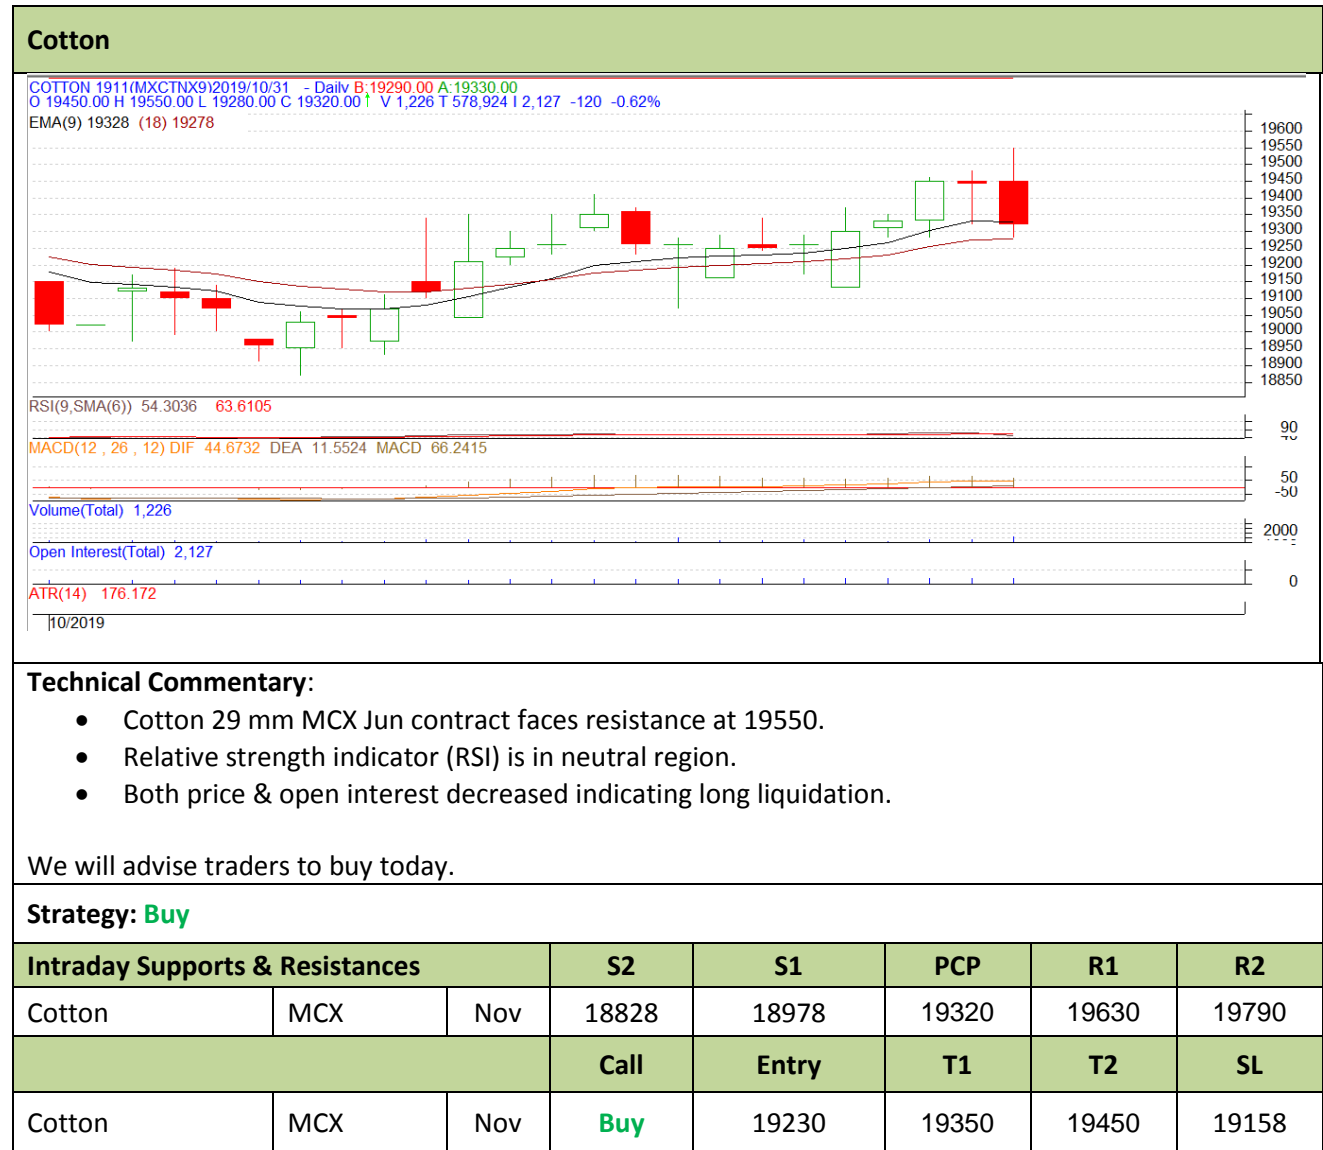 Cotton
COTTON 1911(MXCTNX9)2019/10/31 - Daily B:19290.00 A:19330.00
O 19450.00 H 19550.00 L 19280.00 C 19320.00↑ V 1,226 T 578,924 I 2,127 -120 -0.62%
EMA(9) 19328 (18) 19278
19600
19550
19500
19450
19400
19350
19300
19250
19200
19150
19100
19050
19000
18950
18900
18850
RSI(9,SMA(6)) 54.3036 63.6105
90
MACD(12 , 26 , 12) DIF 44.6732 DEA 11.5524 MACD 66.2415
50
-50
Volume(Total) 1,226
2000
Open Interest(Total) 2,127
0
ATR(14) 176.172
10/2019
Technical Commentary:
• Cotton 29 mm MCX Jun contract faces resistance at 19550.
• Relative strength indicator (RSI) is in neutral region.
• Both price & open interest decreased indicating long liquidation.
We will advise traders to buy today.
Strategy: Buy
Intraday Supports & Resistances S2 S1 PCP R1 R2
Cotton MCX Nov 18828 18978 19320 19630 19790
Call Entry T1 T2 SL
Cotton MCX Nov Buy 19230 19350 19450 19158